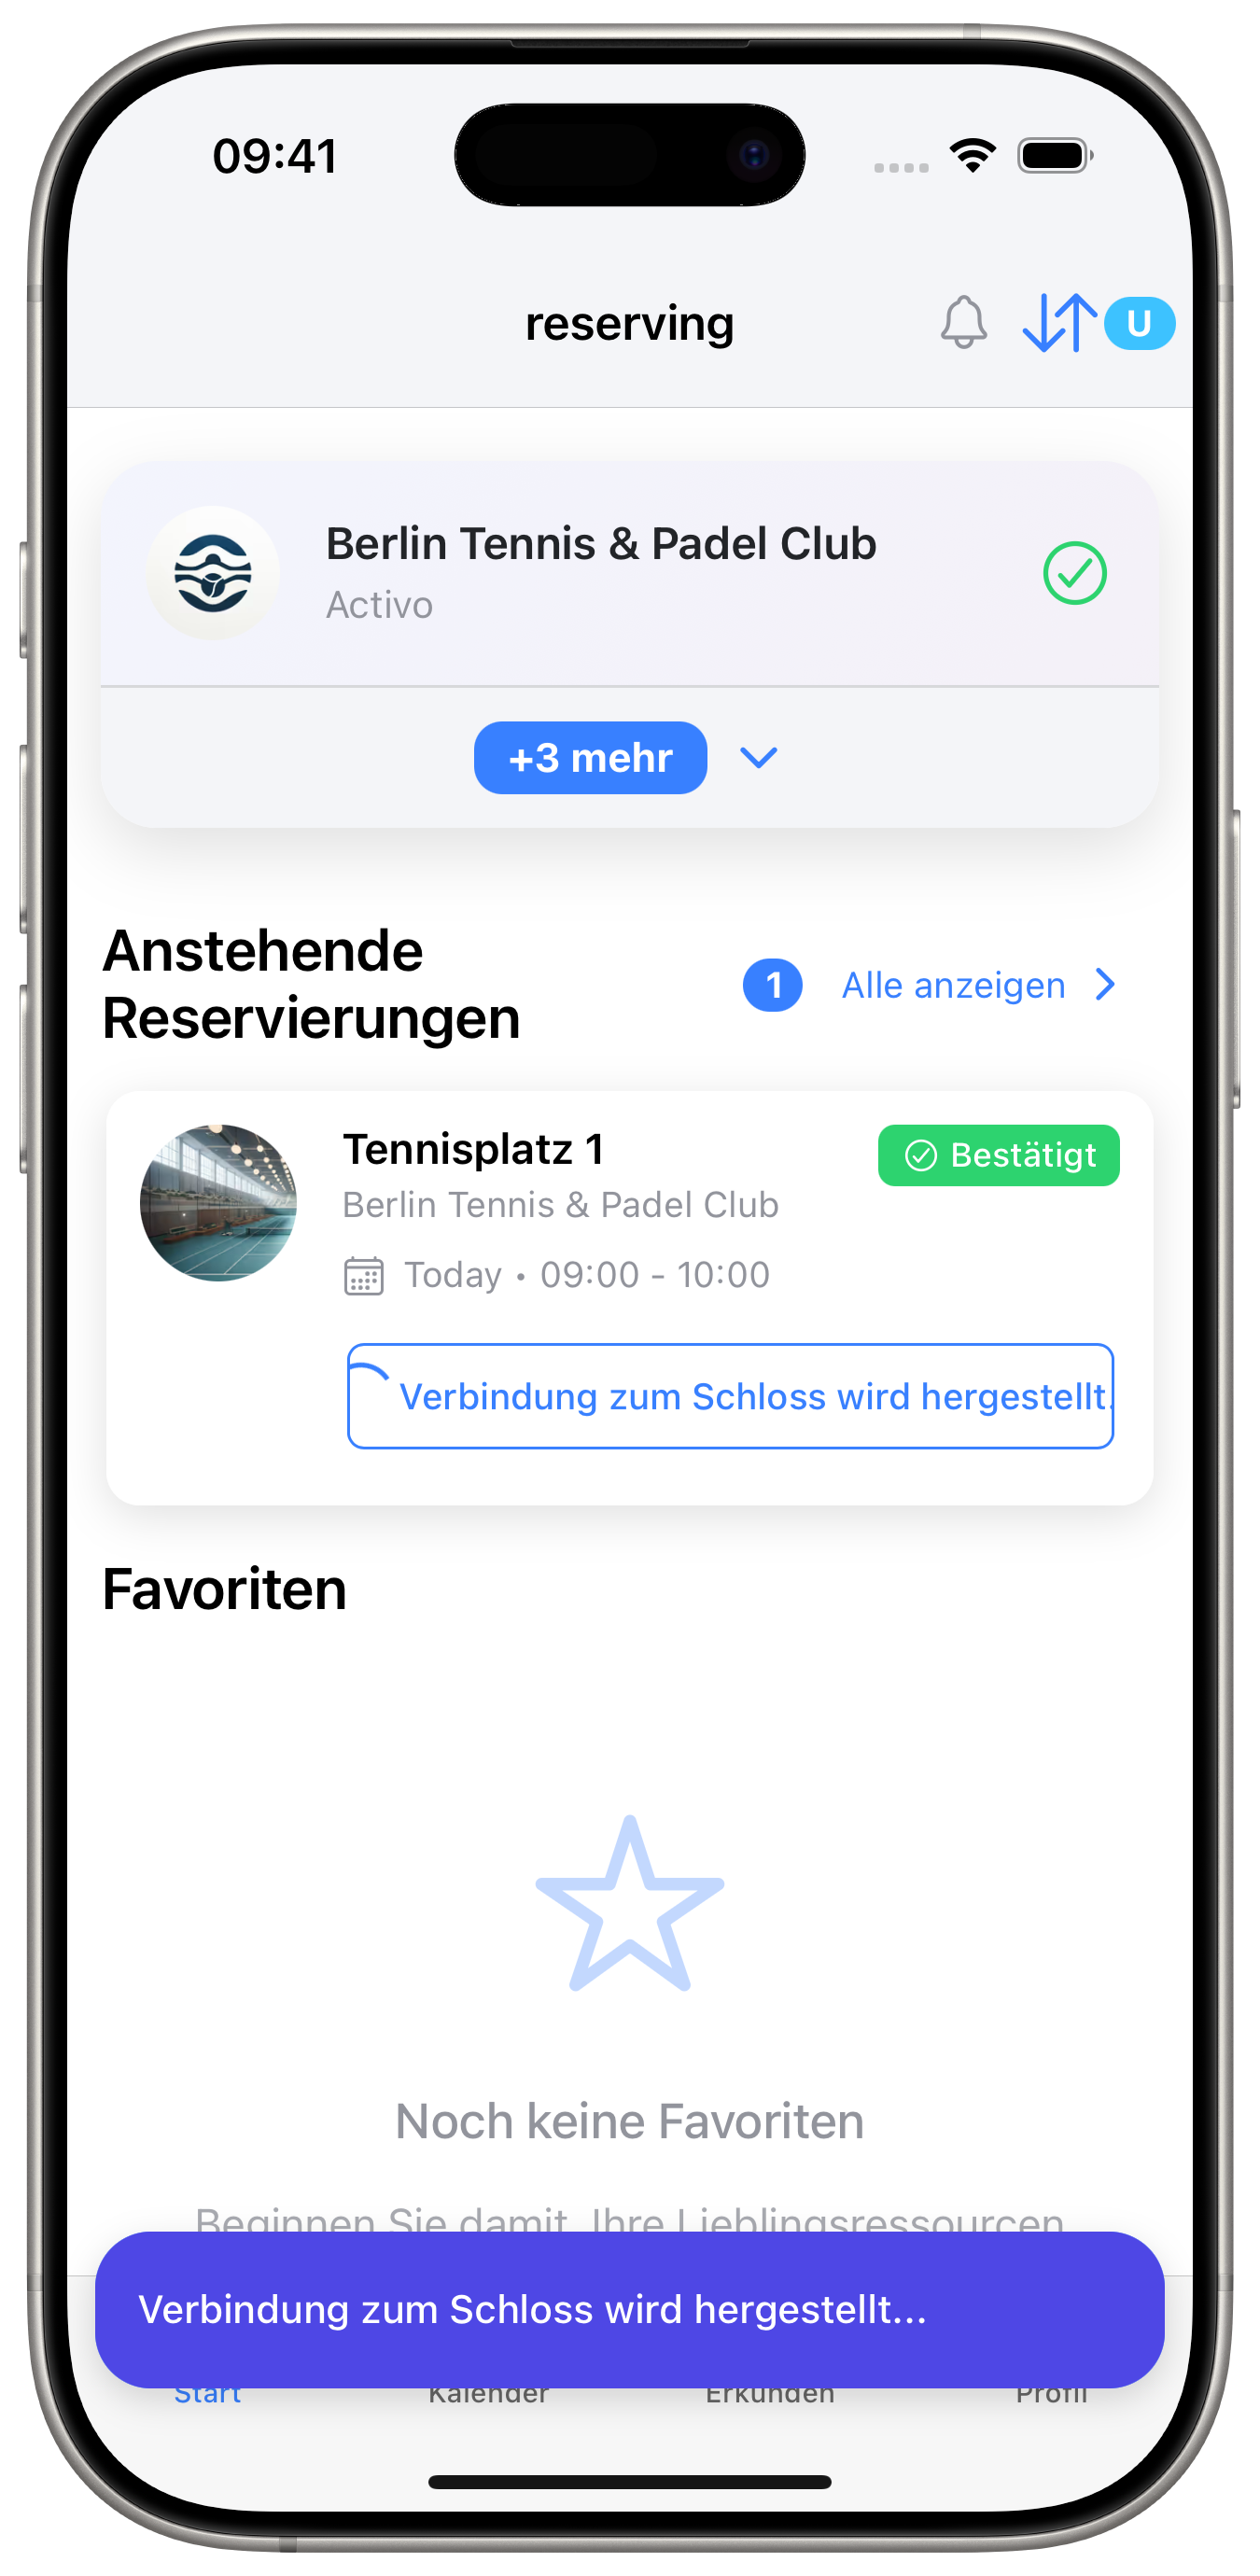 09:41
reserving
U
Berlin Tennis & Padel Club
Activo
+3 mehr
Anstehende
Reservierungen
1
Alle anzeigen
Tennisplatz 1
Bestätigt
Berlin Tennis & Padel Club
Today • 09:00 - 10:00
Verbindung zum Schloss wird hergestellt.
Favoriten
Noch keine Favoriten
Beginnen Sie damit, Ihre Lieblingsressourcen
Verbindung zum Schloss wird hergestellt...
Start
Kalender
Erkunden
Profil